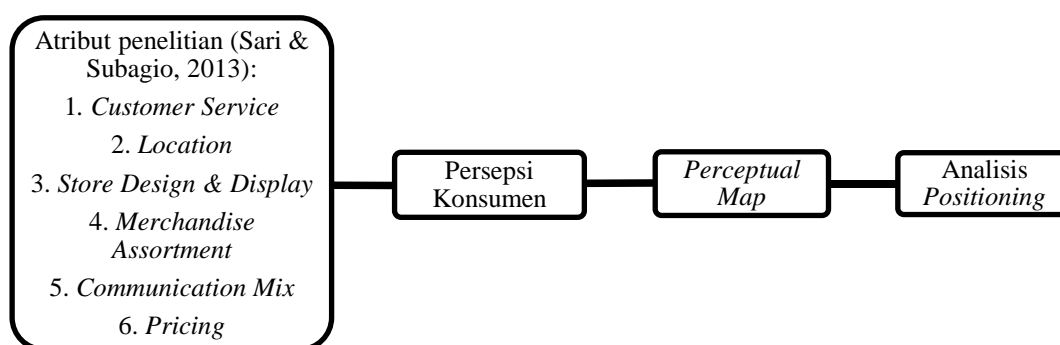 Atribut penelitian (Sari &
Subagio, 2013):
1. Customer Service
2. Location
3. Store Design & Display
4. Merchandise
Assortment
5. Communication Mix
6. Pricing
Persepsi
Konsumen
Perceptual
Map
Analisis
Positioning